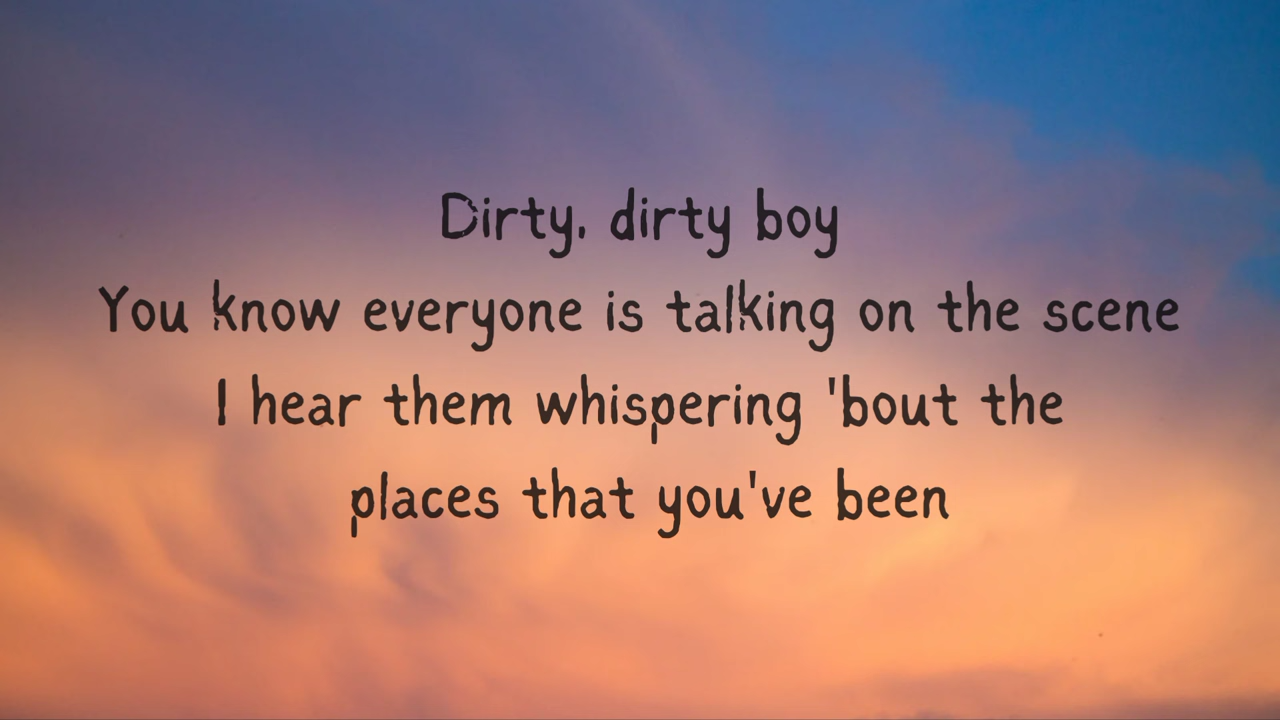 Dirty, dirty boy
You know everyone is talking on the scene
I hear them whispering 'bout the
places that you've been